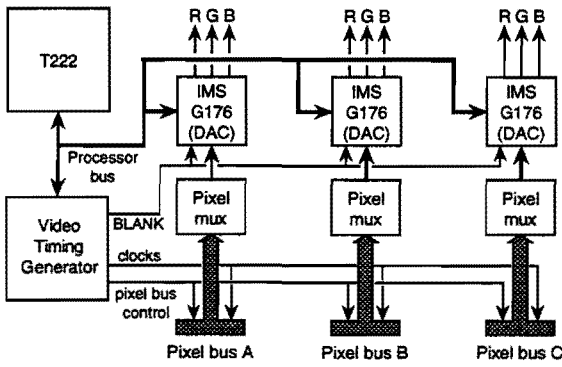 R G B
R G B
R G B
T222
IMS
G176
(DAC)
IMS
G176
(DAC)
IMS
G176
(DAC)
Processor
bus
Pixel
mux
Pixel
mux
Pixel
mux
BLANK
Video
Timing
Generator
clocks
pixel bus
control
Pixel bus A
Pixel bus B
Pixel bus C